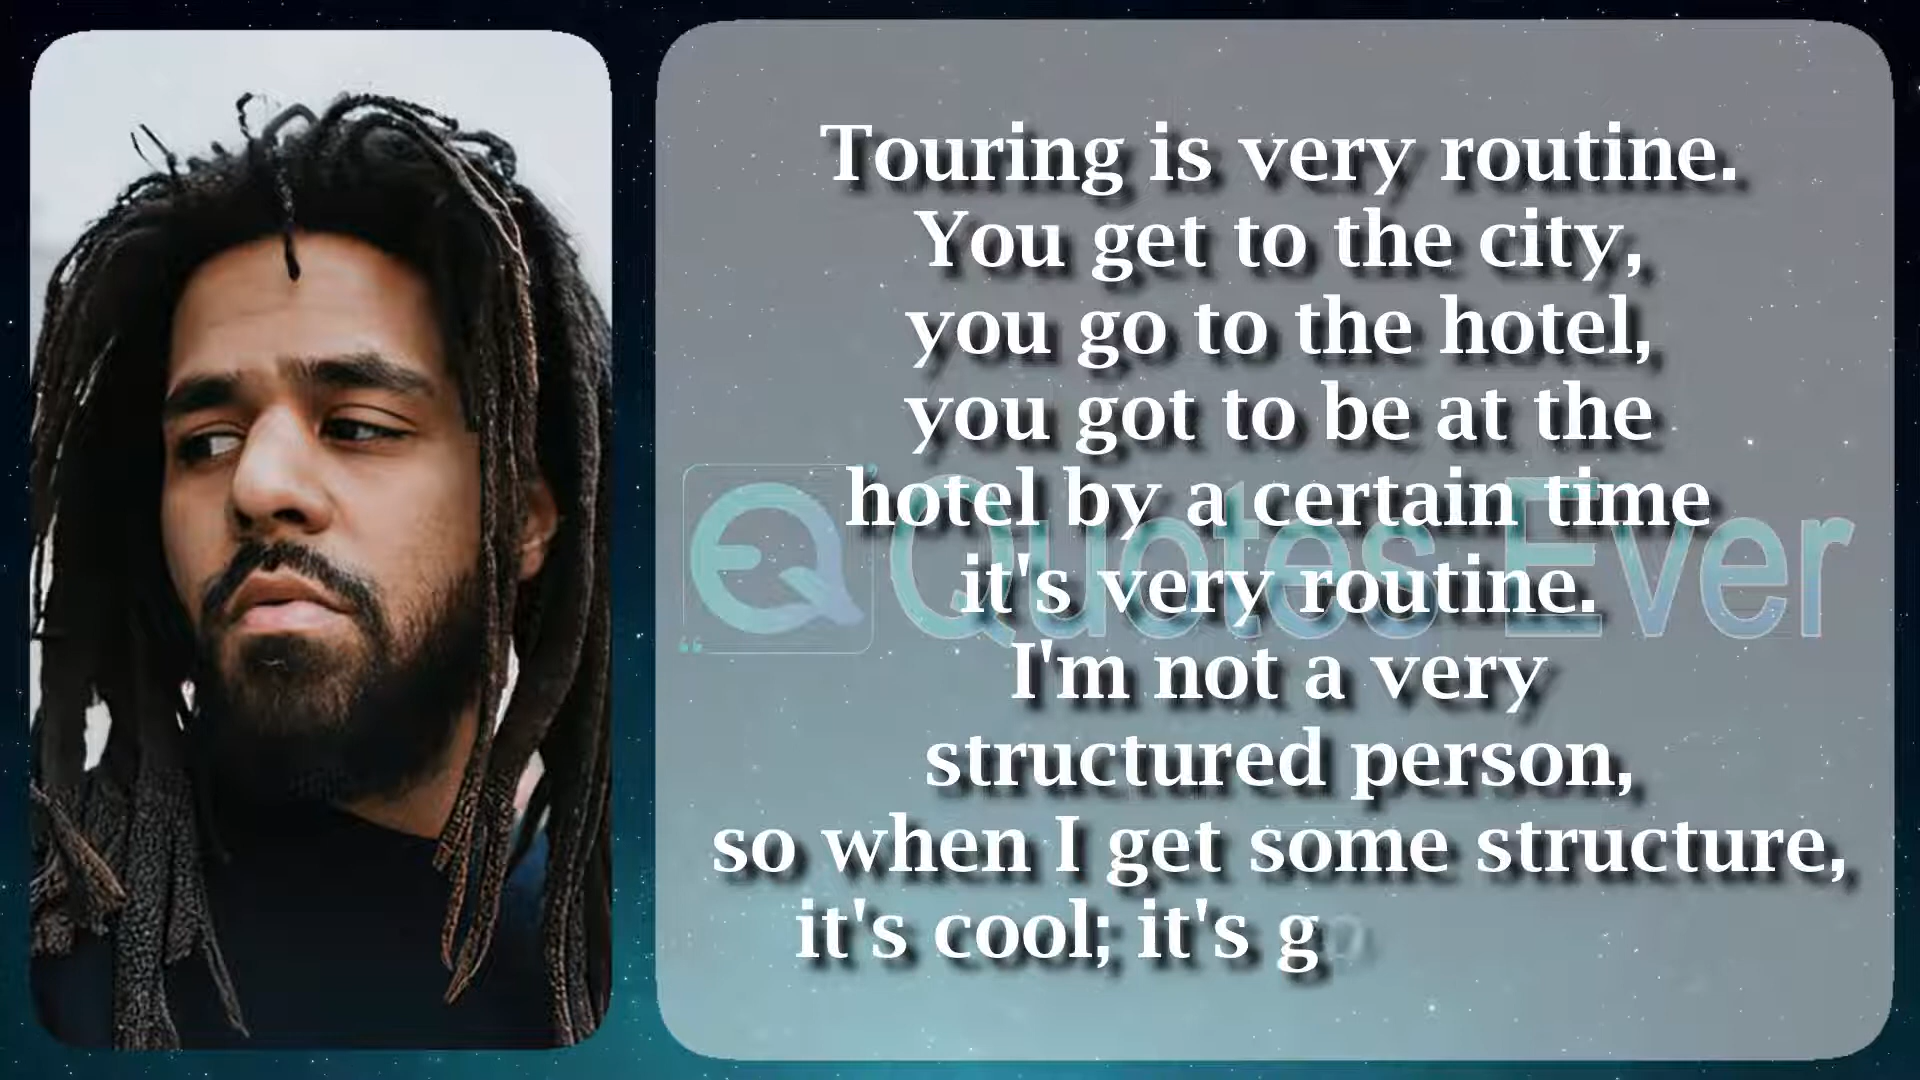 Touring is very routine.
You get to the city,
you go to the hotel,
you got to be at the
hotel by a certain time
it's very routine.
I'm not a very
structured person,
so when I get some structure,
it's cool; it's go
EQ Quotes Ever